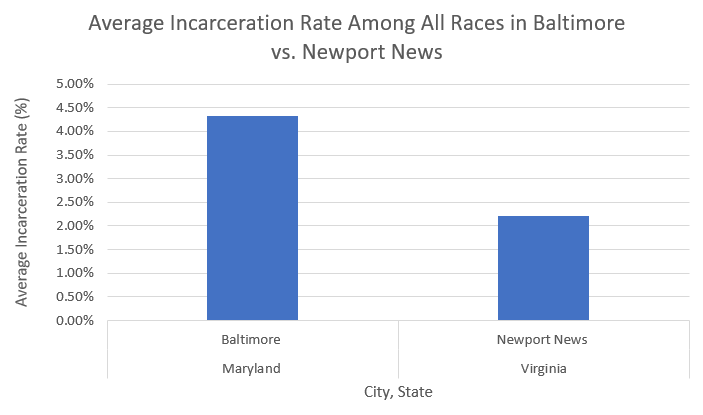 Average Incarceration Rate Among All Races in Baltimore
vs. Newport News
Average Incarceration Rate (%)
5.00%
4.50%
4.00%
3.50%
3.00%
2.50%
2.00%
1.50%
1.00%
0.50%
0.00%
Baltimore
Newport News
Maryland
Virginia
City, State